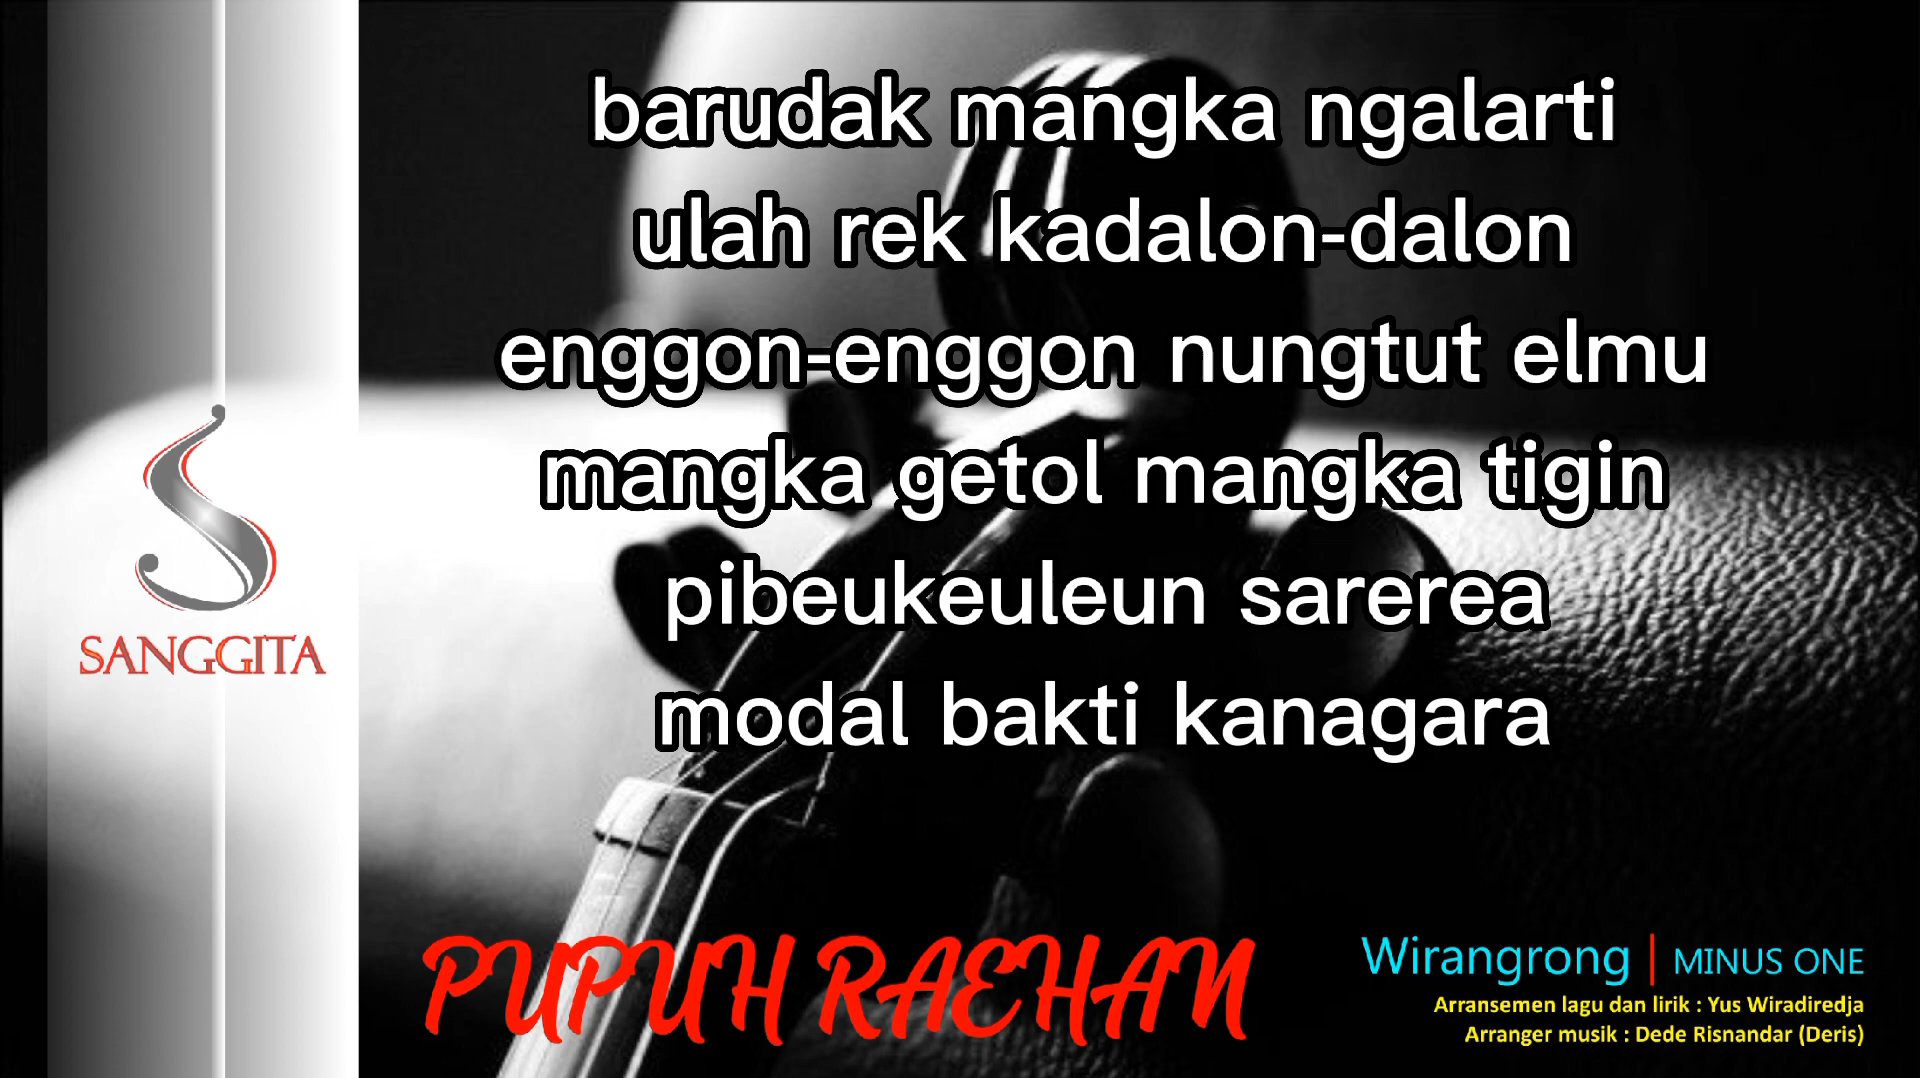 barudak mangka ngalarti
ulah rek kadalon-dalon
enggon-enggon nungtut elmu
mangka getol mangka tigin
pibeukeuleun sarerea
modal bakti kanagara
SANGGITA
PUPUH RAEHAN
Wirangrong | MINUS ONE
Arransemen lagu dan lirik : Yus Wiradiredja
Arranger musik : Dede Risnandar (Deris)